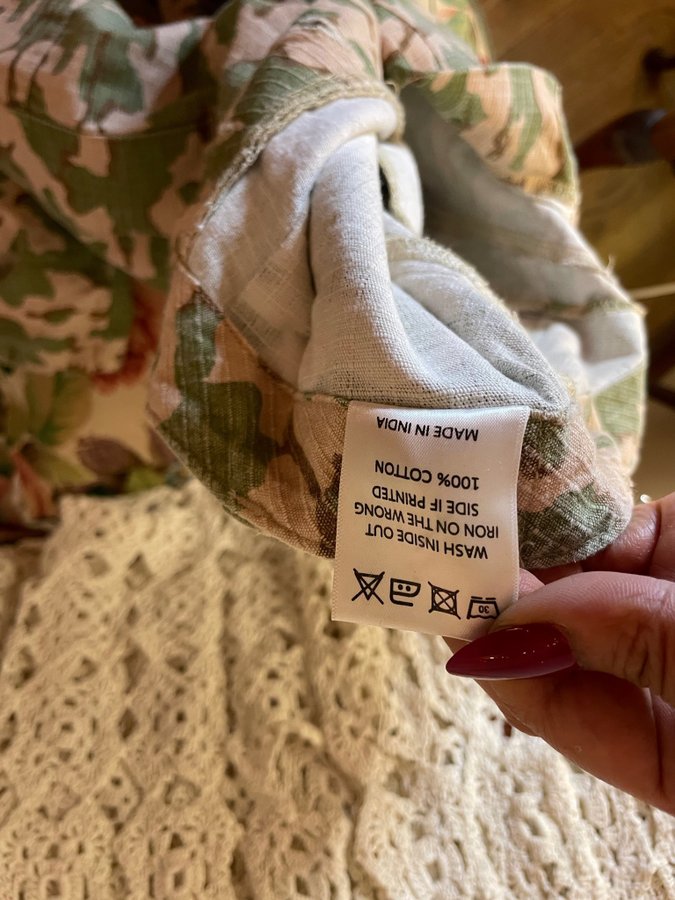 30
WASH INSIDE OUT
IRON ON THE WRONG
SIDE IF PRINTED
100% COTTON
MADE IN INDIA